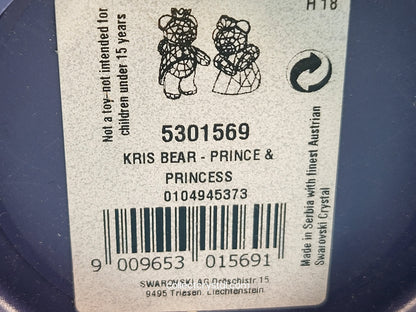 H 18
Not a toy-not intended for
children under 15 years
5301569
KRIS BEAR - PRINCE &
PRINCESS
0104945373
9 009653 015691
SWAROVSKI AG Dröschistr. 15
9495 Triesen, Liechtenstein.
Made in Serbia with finest Austrian
Swarovski Crystal